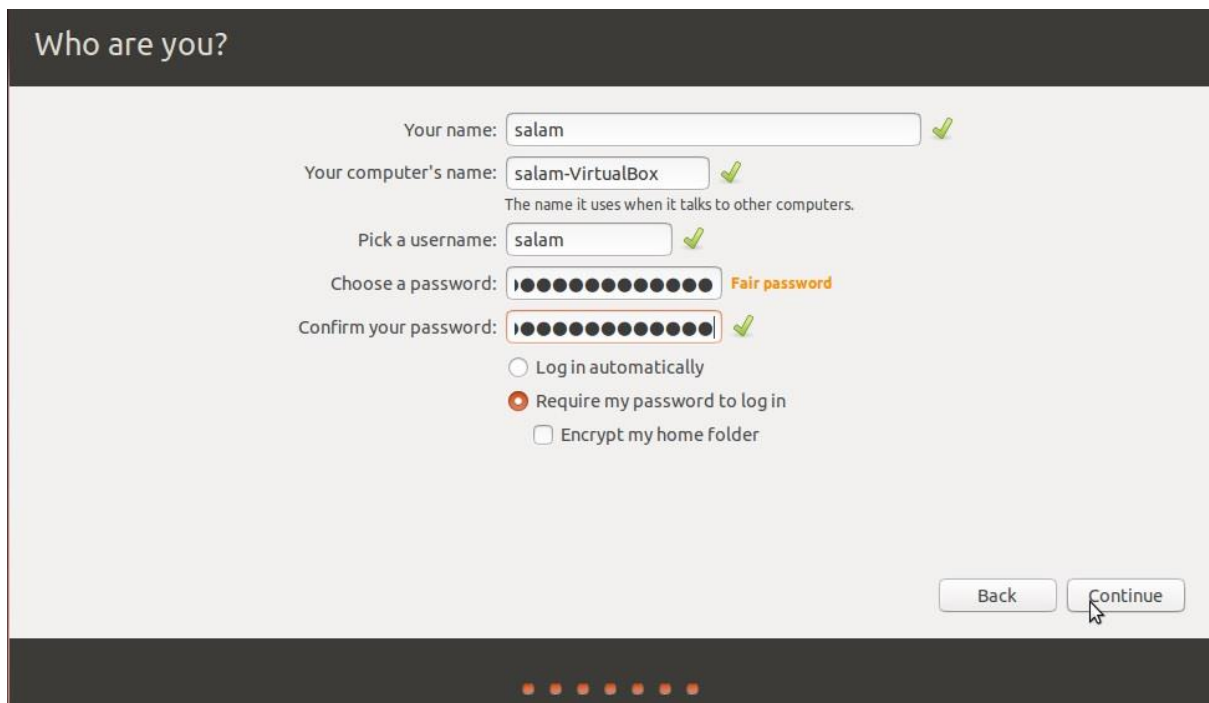 Who are you?
Your name: salam
Your computer's name: salam-VirtualBox
The name it uses when it talks to other computers.
Pick a username: salam
Choose a password: ●●●●●●●●●●●●● Fair password
Confirm your password: ●●●●●●●●●●●●●
Log in automatically
Require my password to log in
Encrypt my home folder
Back Continue